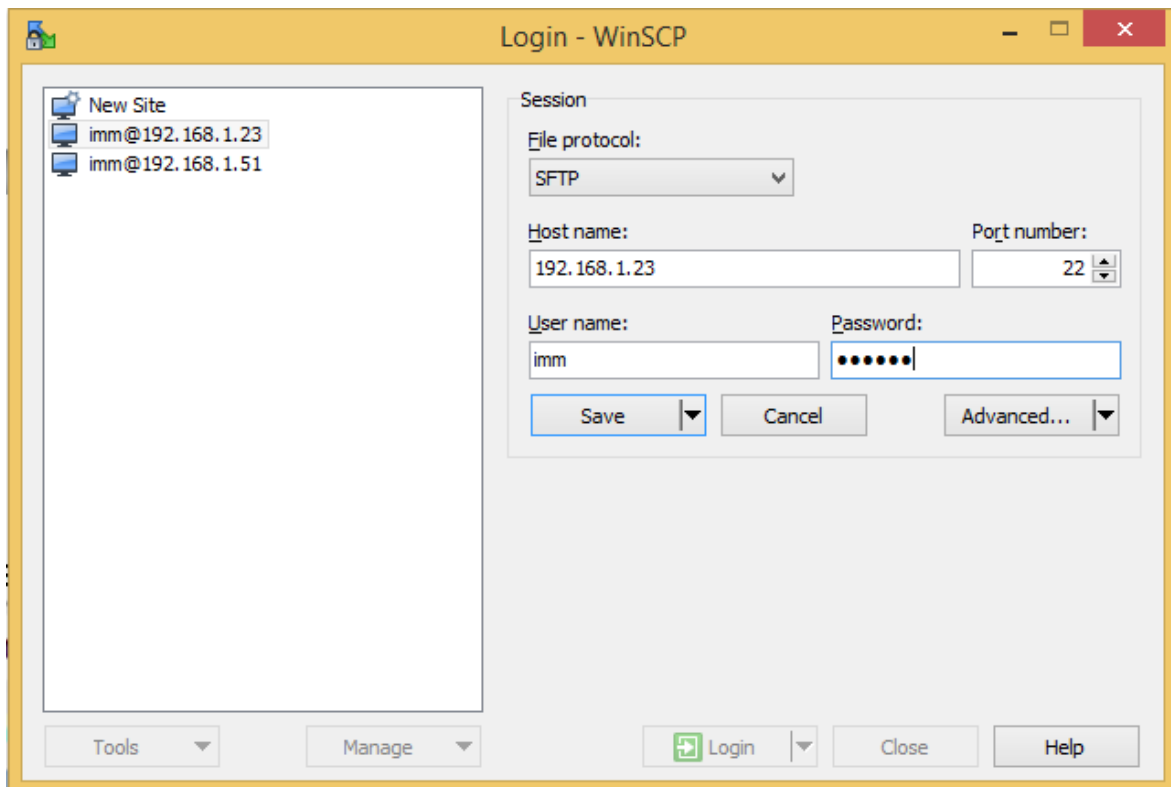 Login - WinSCP
New Site
imm@192.168.1.23
imm@192.168.1.51
Session
File protocol:
SFTP
Host name: Port number:
192.168.1.23 22
User name: Password:
imm ••••••
Save Cancel Advanced...
Tools Manage Login Close Help